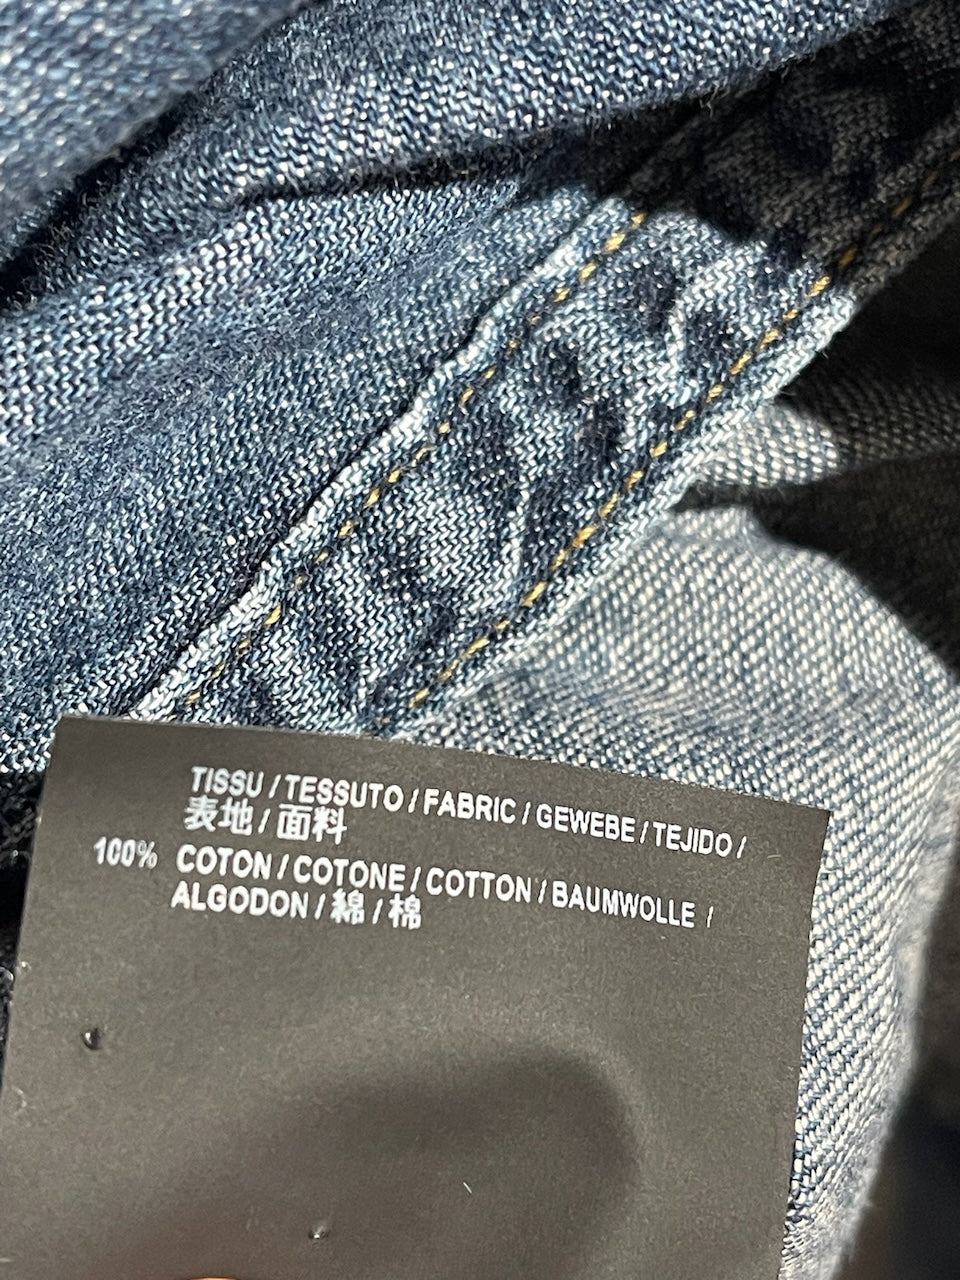 TISSU / TESSUTO / FABRIC / GEWEBE / TEJIDO /
表地 / 面料
100% COTON / COTONE / COTTON / BAUMWOLLE /
ALGODON / 綿 / 棉